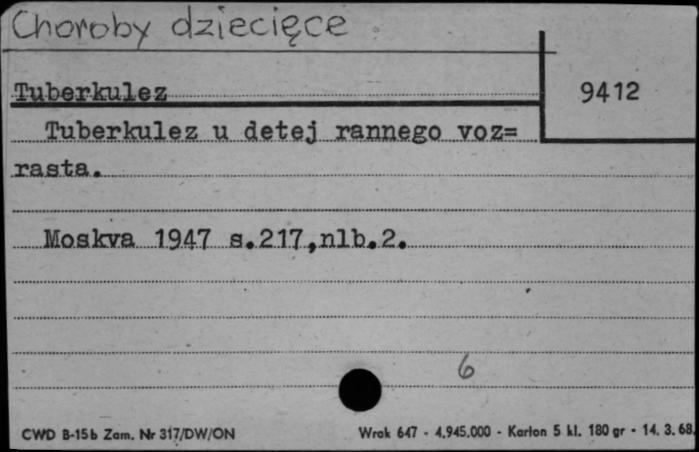 Choroby dziecięce
Tuberkulez
9412
Tuberkulez u detej rannego voz=
rasta.
Moskva 1947 s.217,nlb.2.
6
CWD B-15b Zam. Nr 317/DW/ON
Wrak 647 - 4.945.000 - Karton 5 kl. 180 gr - 14. 3. 68.